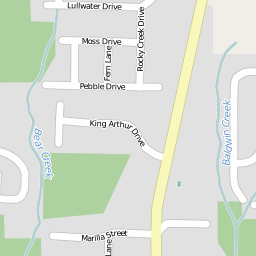 Lullwater Drive
Moss Drive
Fern Lane
Rocky Creek Drive
Pebble Drive
King Arthur Drive
Bear Creek
Baldwin Creek
Marilla Street
Lane